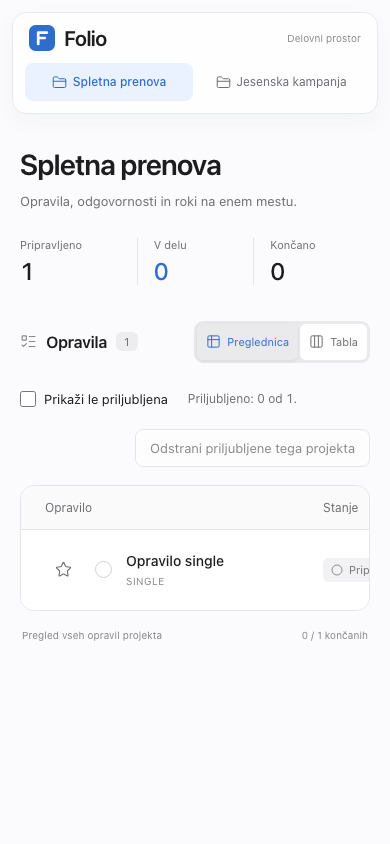 F Folio
Delovni prostor
Spletna prenova
Jesenska kampanja
Spletna prenova
Opravila, odgovornosti in roki na enem mestu.
Pripravljeno
V delu
Končano
1
0
0
Opravila 1
Preglednica
Tabla
Prikaži le priljubljena
Priljubljeno: 0 od 1.
Odstrani priljubljene tega projekta
Opravilo
Stanje
Opravilo single
SINGLE
Prip
Pregled vseh opravil projekta
0 / 1 končanih